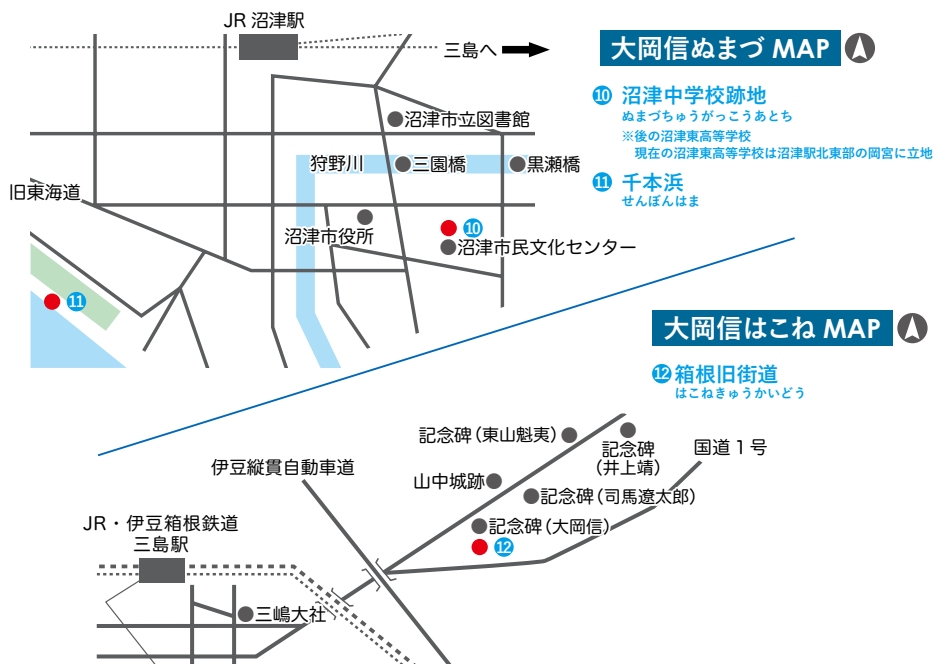 JR 沼津駅
三島へ
大岡信ぬまづ MAP
⑩ 沼津中学校跡地
ぬまづちゅうがっこうあとち
※後の沼津東高等学校
現在の沼津東高等学校は沼津駅北東部の岡宮に立地
⑪ 千本浜
せんぼんはま
沼津市立図書館
狩野川
三園橋
黒瀬橋
旧東海道
沼津市役所
⑩
沼津市民文化センター
⑪
大岡信はこね MAP
⑫ 箱根旧街道
はこねきゅうかいどう
記念碑（東山魁夷）
記念碑
（井上靖）
国道１号
伊豆縦貫自動車道
山中城跡
記念碑（司馬遼太郎）
記念碑（大岡信）
⑫
JR・伊豆箱根鉄道
三島駅
三嶋大社